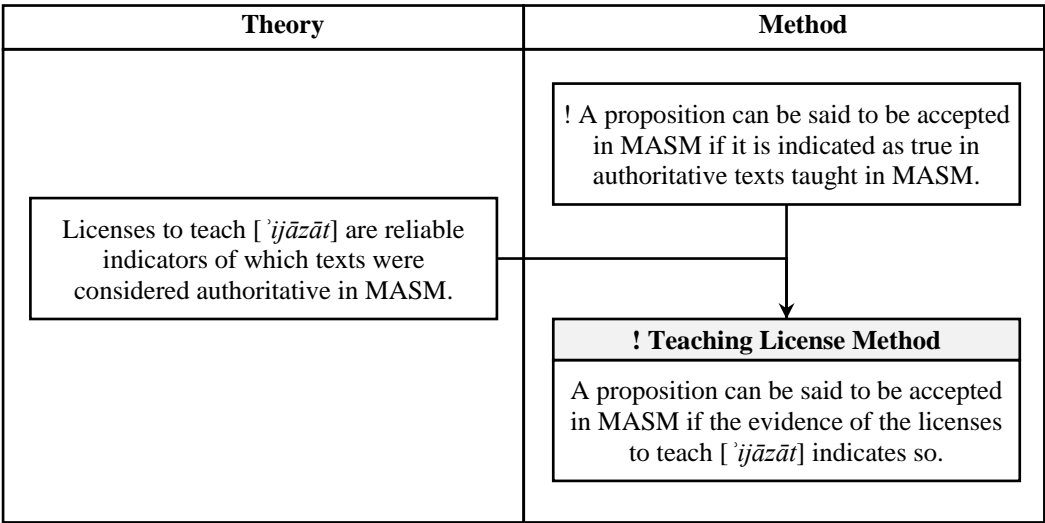 Theory
Method
! A proposition can be said to be accepted
in MASM if it is indicated as true in
authoritative texts taught in MASM.
Licenses to teach [ʾijāzāt] are reliable
indicators of which texts were
considered authoritative in MASM.
! Teaching License Method
A proposition can be said to be accepted
in MASM if the evidence of the licenses
to teach [ʾijāzāt] indicates so.